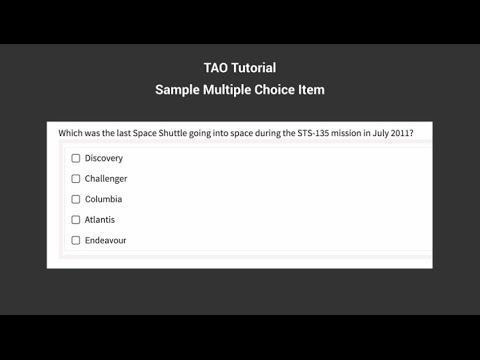 TAO Tutorial
Sample Multiple Choice Item
Which was the last Space Shuttle going into space during the STS-135 mission in July 2011?
Discovery
Challenger
Columbia
Atlantis
Endeavour